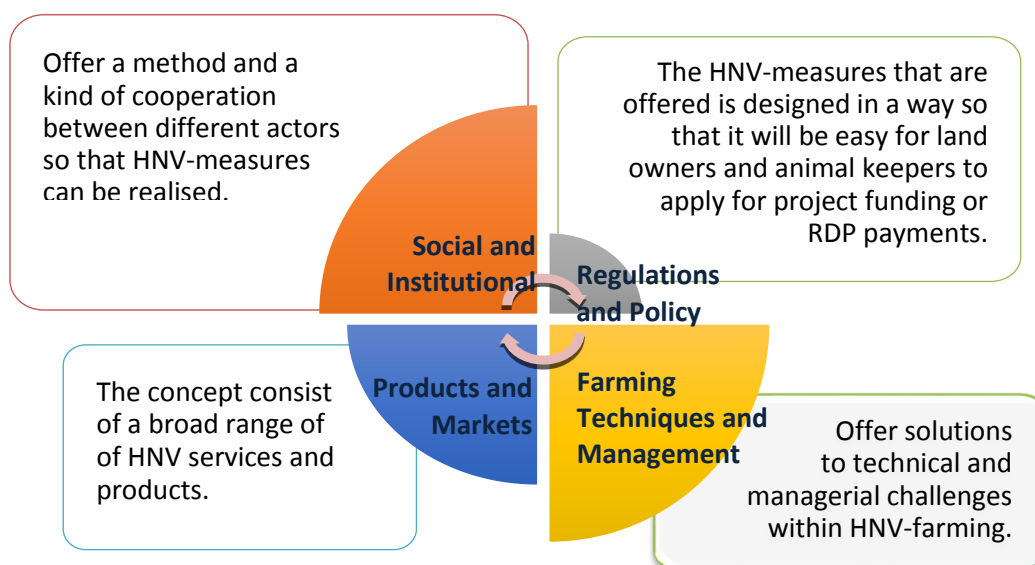 Offer a method and a
kind of cooperation
between different actors
so that HNV-measures
can be realised.
The HNV-measures that are
offered is designed in a way so
that it will be easy for land
owners and animal keepers to
apply for project funding or
RDP payments.
Social and
Institutional
Regulations
and Policy
Products and
Markets
Farming
Techniques and
Management
The concept consist
of a broad range of
of HNV services and
products.
Offer solutions
to technical and
managerial challenges
within HNV-farming.